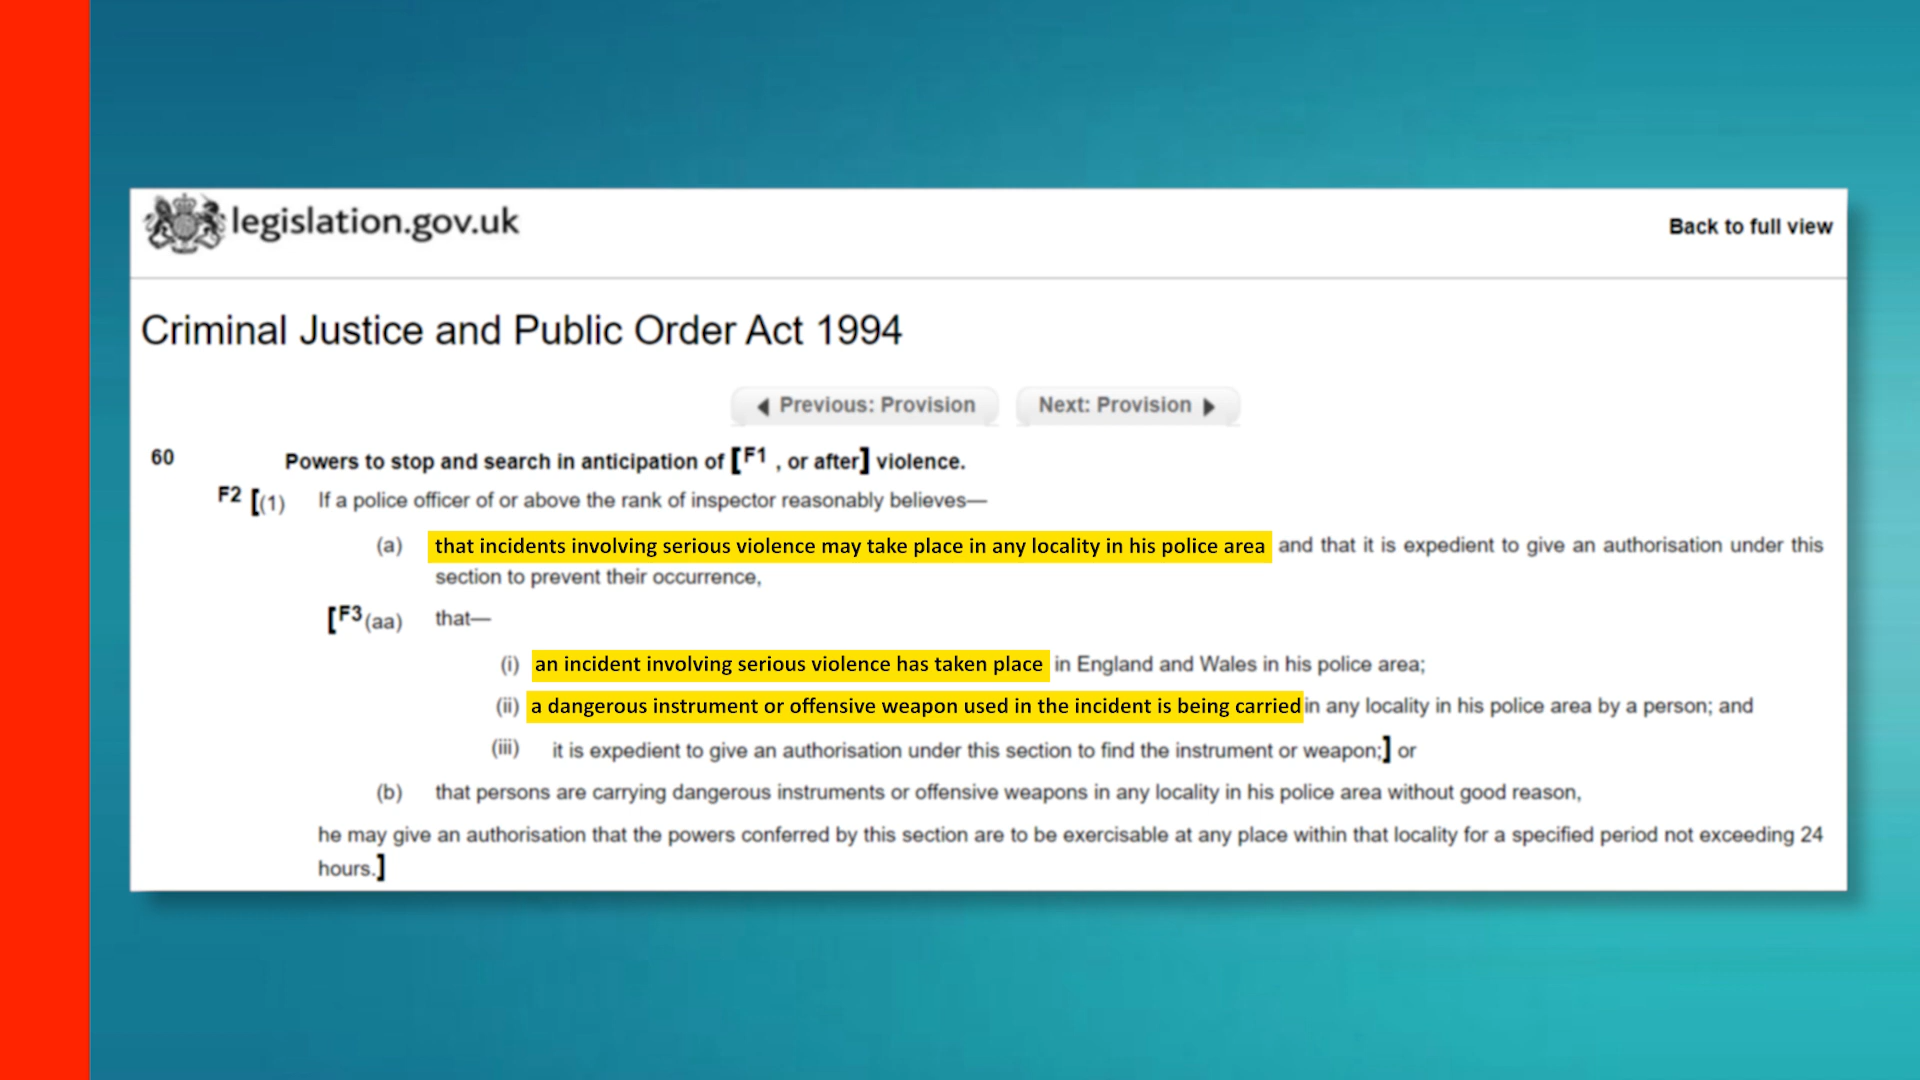 legislation.gov.uk
Back to full view
Criminal Justice and Public Order Act 1994
Previous: Provision
Next: Provision
60 Powers to stop and search in anticipation of [F1 , or after] violence.
F2 [(1) If a police officer of or above the rank of inspector reasonably believes—
(a) that incidents involving serious violence may take place in any locality in his police area and that it is expedient to give an authorisation under this
section to prevent their occurrence,
[F3(aa) that—
(i) an incident involving serious violence has taken place in England and Wales in his police area;
(ii) a dangerous instrument or offensive weapon used in the incident is being carried in any locality in his police area by a person; and
(iii) it is expedient to give an authorisation under this section to find the instrument or weapon;] or
(b) that persons are carrying dangerous instruments or offensive weapons in any locality in his police area without good reason,
he may give an authorisation that the powers conferred by this section are to be exercisable at any place within that locality for a specified period not exceeding 24
hours.]